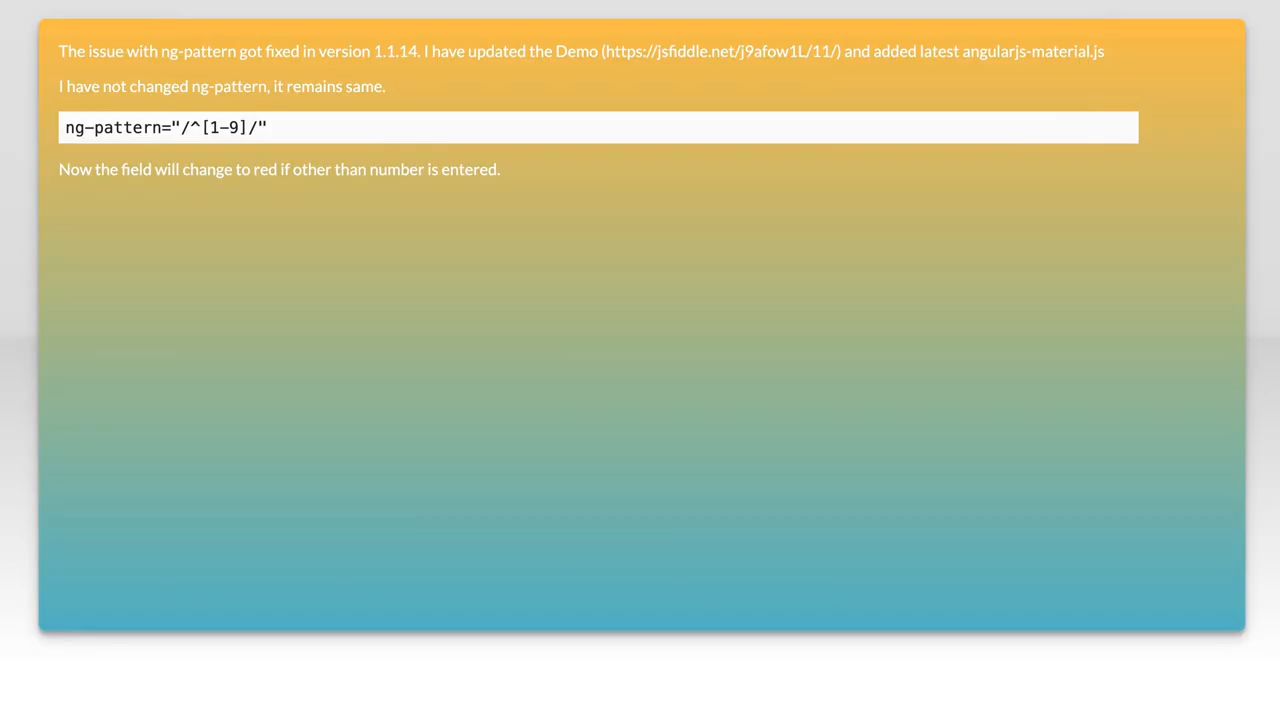 The issue with ng-pattern got fixed in version 1.1.14. I have updated the Demo (https://jsfiddle.net/j9afow1L/11/) and added latest angularjs-material.js
I have not changed ng-pattern, it remains same.
ng-pattern="/^[1-9]/"
Now the field will change to red if other than number is entered.